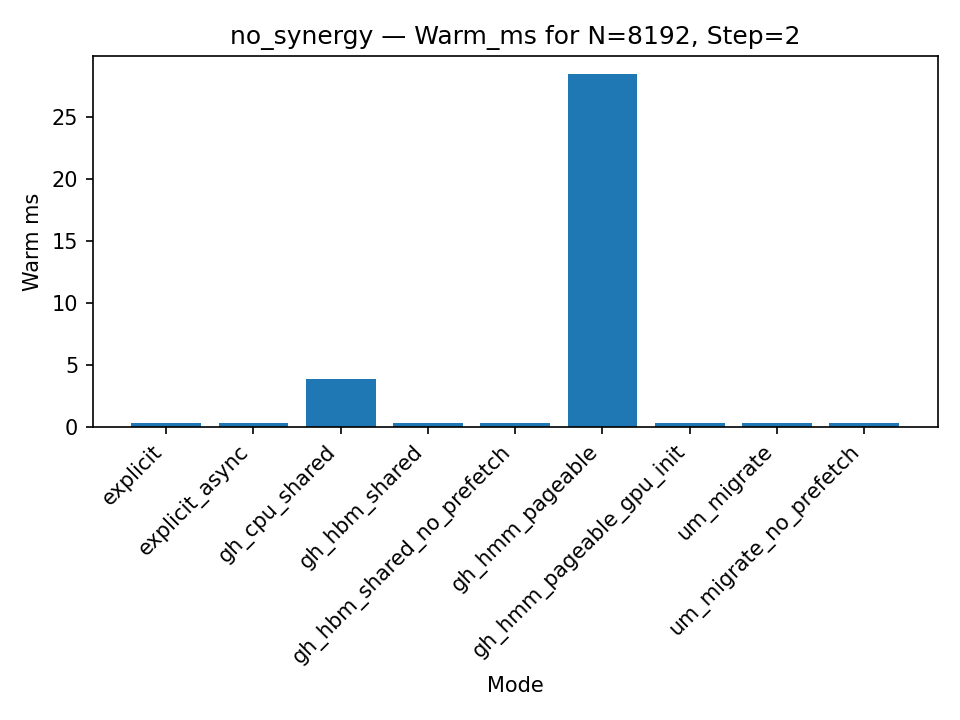 no_synergy — Warm_ms for N=8192, Step=2
Warm ms
25
20
15
10
5
0
explicit
explicit_async
gh_cpu_shared
gh_hbm_shared
gh_hbm_shared_no_prefetch
gh_hmm_pageable
gh_hmm_pageable_gpu_init
um_migrate
um_migrate_no_prefetch
Mode